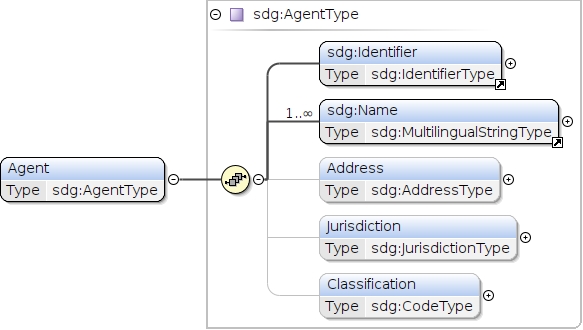 sdg:AgentType
sdg:Identifier
Type sdg:IdentifierType
1..∞
sdg:Name
Type sdg:MultilingualStringType
Agent
Type sdg:AgentType
Address
Type sdg:AddressType
Jurisdiction
Type sdg:JurisdictionType
Classification
Type sdg:CodeType